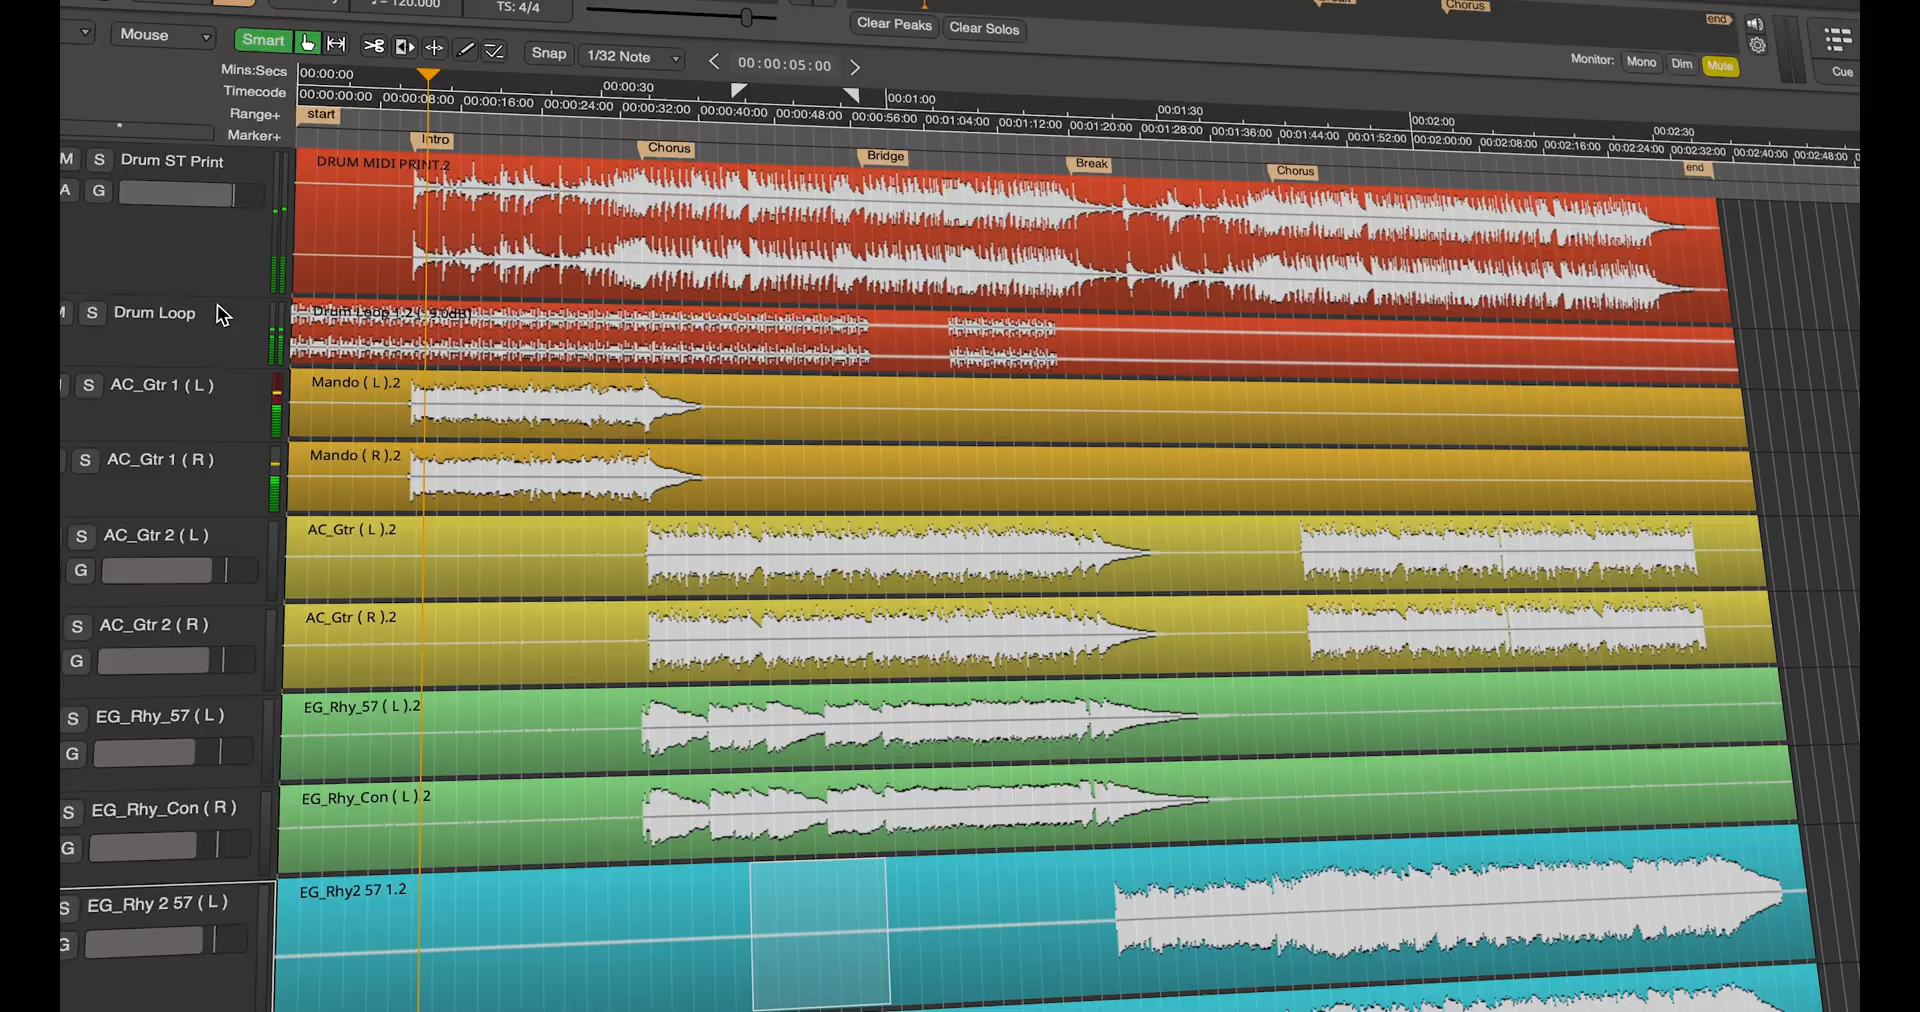 ♩ = 120.000
TS: 4/4
Chorus
end
Mouse
Smart
Snap
1/32 Note
00:00:05:00
Clear Peaks
Clear Solos
Monitor:
Mono
Dim
Mute
Cue
Mins:Secs
00:00:00
00:00:30
00:01:00
00:01:30
00:02:00
00:02:30
Timecode
00:00:00:00
00:00:08:00
00:00:16:00
00:00:24:00
00:00:32:00
00:00:40:00
00:00:48:00
00:00:56:00
00:01:04:00
00:01:12:00
00:01:20:00
00:01:28:00
00:01:36:00
00:01:44:00
00:01:52:00
00:02:00:00
00:02:08:00
00:02:16:00
00:02:24:00
00:02:32:00
00:02:40:00
00:02:48:00
Range+
start
*
Marker+
Intro
Chorus
Bridge
Break
Chorus
end
M
S
Drum ST Print
DRUM MIDI PRINT.2
A
G
M
S
Drum Loop
Drum Loop 1.2 (-9.0dB)
S
AC_Gtr 1 ( L )
Mando ( L ).2
S
AC_Gtr 1 ( R )
Mando ( R ).2
S
AC_Gtr 2 ( L )
AC_Gtr ( L ).2
G
S
AC_Gtr 2 ( R )
AC_Gtr ( R ).2
G
S
EG_Rhy_57 ( L )
EG_Rhy_57 ( L ).2
G
S
EG_Rhy_Con ( R )
EG_Rhy_Con ( L ).2
G
S
EG_Rhy 2 57 ( L )
EG_Rhy2 57 1.2
G